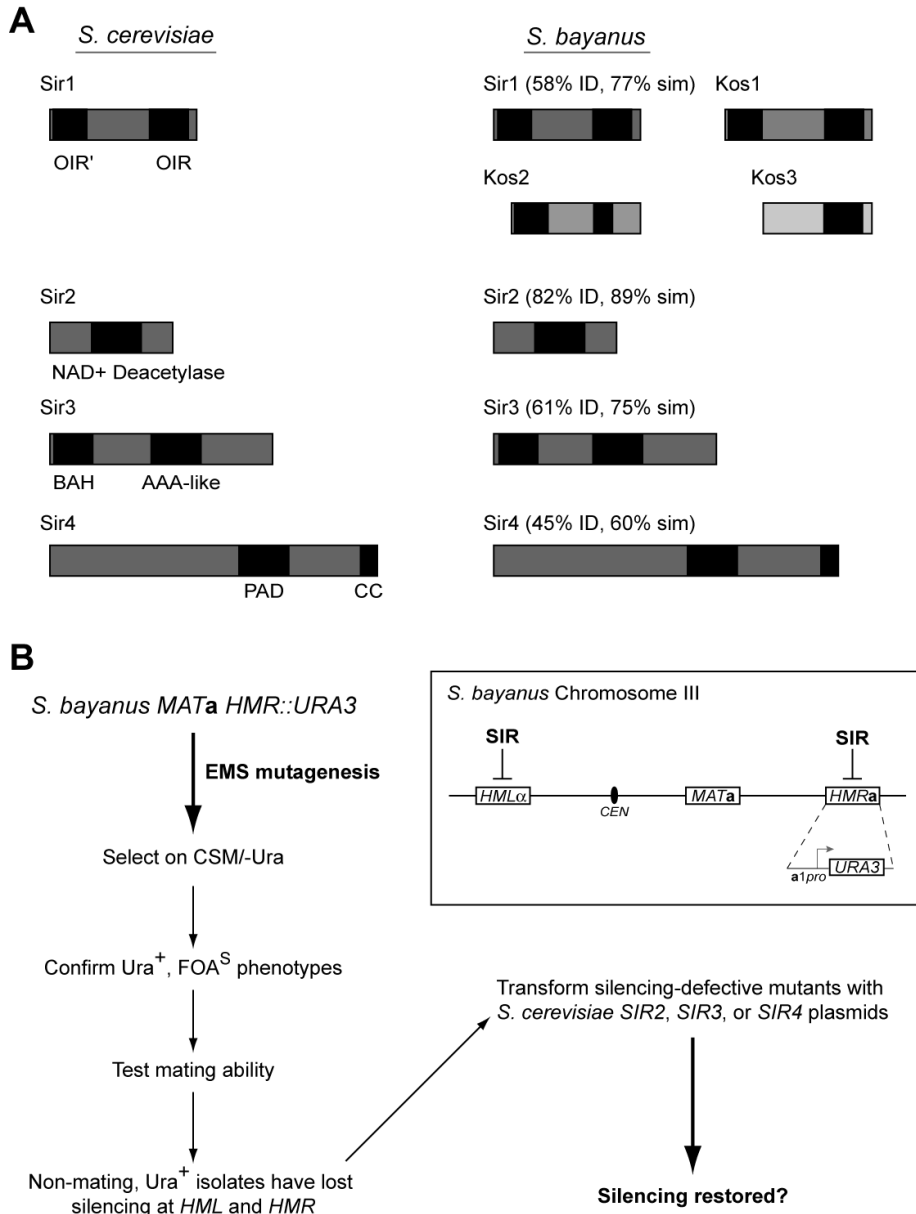 A
S. cerevisiae
S. bayanus
Sir1
Sir1 (58% ID, 77% sim)
Kos1
OIR'
OIR
Kos2
Kos3
Sir2
Sir2 (82% ID, 89% sim)
NAD+ Deacetylase
Sir3
Sir3 (61% ID, 75% sim)
BAH
AAA-like
Sir4
Sir4 (45% ID, 60% sim)
PAD
CC
B
S. bayanus MATa HMR::URA3
EMS mutagenesis
Select on CSM/-Ura
Confirm Ura+, FOAS phenotypes
Test mating ability
Non-mating, Ura+ isolates have lost
silencing at HML and HMR
S. bayanus Chromosome III
SIR
SIR
HMLα
CEN
MATa
HMRa
a1pro
URA3
Transform silencing-defective mutants with
S. cerevisiae SIR2, SIR3, or SIR4 plasmids
Silencing restored?